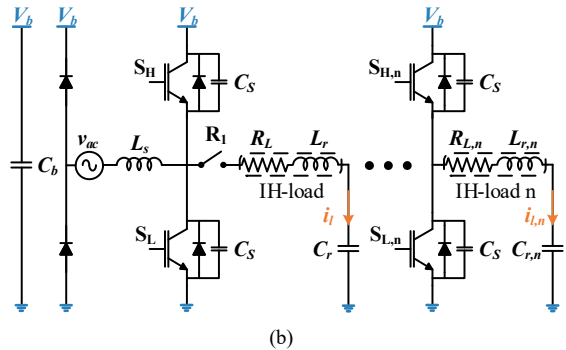 V_b V_b V_b V_b
S_H C_S S_H,n C_S
v_ac L_s R_1 R_L L_r R_L,n L_r,n
C_b IH-load IH-load n
i_l i_l,n
S_L C_S C_r S_L,n C_S C_r,n
(b)